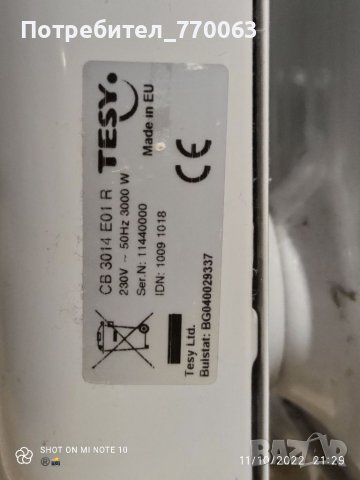 Потребител_770063
TESY
Made in EU
CB 3014 E01 R
230V ~ 50Hz 3000 W
Ser.N: 11440000
IDN: 1009 1018
CE
Tesy Ltd.
Bulstat: BG040029337
SHOT ON MI NOTE 10
11/10/2022 21:29
BAZAR